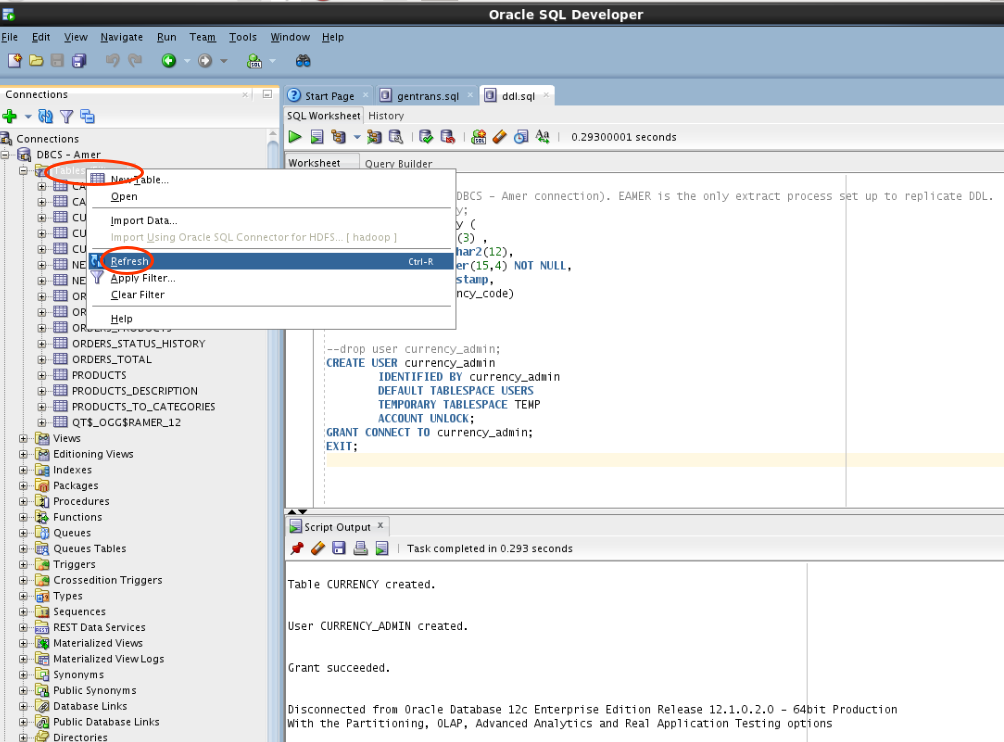 Oracle SQL Developer
File Edit View Navigate Run Team Tools Window Help
Connections
Connections
DBCS - Amer
Tables
CA
CA
CU
CU
CU
NE
NE
OR
OR
ORDERS_PRODUCTS
ORDERS_STATUS_HISTORY
ORDERS_TOTAL
PRODUCTS
PRODUCTS_DESCRIPTION
PRODUCTS_TO_CATEGORIES
QT$_OGG$RAMER_12
Views
Editioning Views
Indexes
Packages
Procedures
Functions
Queues
Queues Tables
Triggers
Crossedition Triggers
Types
Sequences
REST Data Services
Materialized Views
Materialized View Logs
Synonyms
Public Synonyms
Database Links
Public Database Links
Directories
New Table...
Open
Import Data...
Import Using Oracle SQL Connector for HDFS... [ hadoop ]
Refresh Ctrl-R
Apply Filter...
Clear Filter
Help
Start Page gentrans.sql ddl.sql
SQL Worksheet History
0.29300001 seconds
Worksheet Query Builder
DBCS - Amer connection). EAMER is the only extract process set up to replicate DDL.
y;
y (
(3) ,
har2(12),
er(15,4) NOT NULL,
stamp,
ncy_code)
--drop user currency_admin;
CREATE USER currency_admin
IDENTIFIED BY currency_admin
DEFAULT TABLESPACE USERS
TEMPORARY TABLESPACE TEMP
ACCOUNT UNLOCK;
GRANT CONNECT TO currency_admin;
EXIT;
Script Output x
Task completed in 0.293 seconds
Table CURRENCY created.
User CURRENCY_ADMIN created.
Grant succeeded.
Disconnected from Oracle Database 12c Enterprise Edition Release 12.1.0.2.0 - 64bit Production
With the Partitioning, OLAP, Advanced Analytics and Real Application Testing options